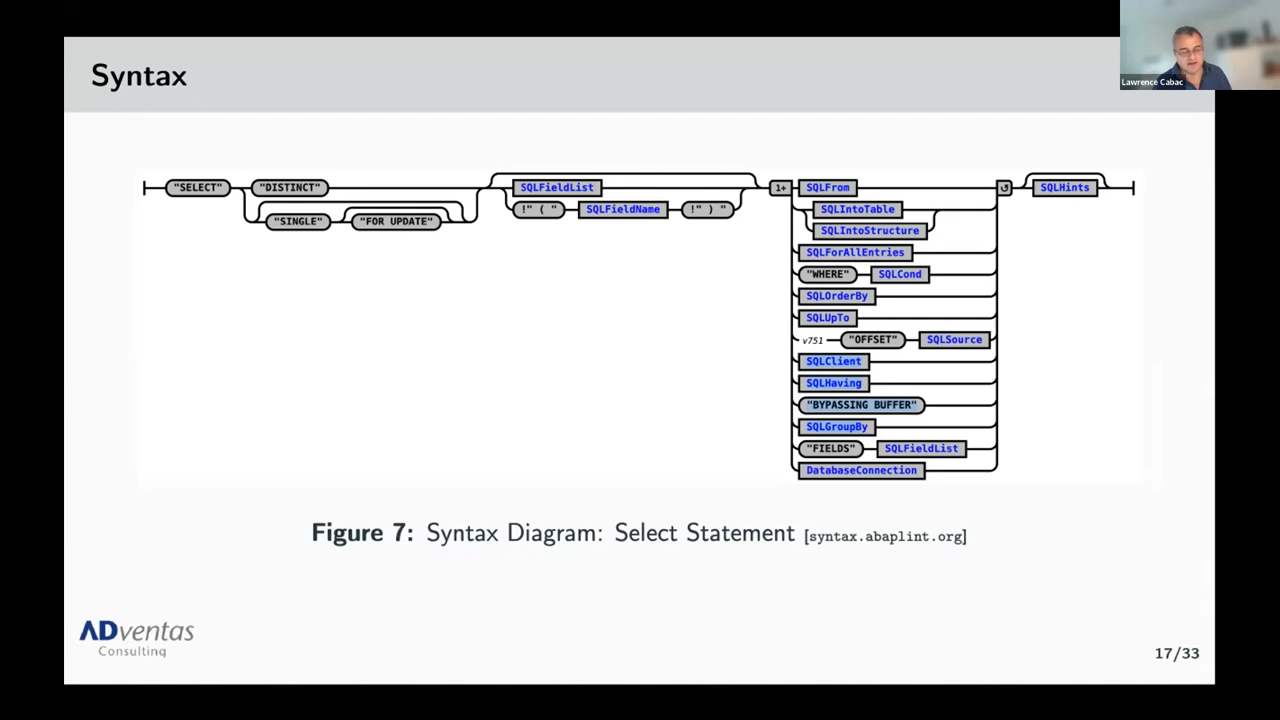 Lawrence Cabac
Syntax
"SELECT" "DISTINCT" SQLFieldList 1+ SQLFrom ↺ SQLHints
!"(" SQLFieldName !")" SQLIntoTable
"SINGLE" "FOR UPDATE" SQLIntoStructure
SQLForAllEntries
"WHERE" SQLCond
SQLOrderBy
SQLUpTo
v751 "OFFSET" SQLSource
SQLClient
SQLHaving
"BYPASSING BUFFER"
SQLGroupBy
"FIELDS" SQLFieldList
DatabaseConnection
Figure 7: Syntax Diagram: Select Statement [syntax.abaplint.org]
ADventas
Consulting
17/33